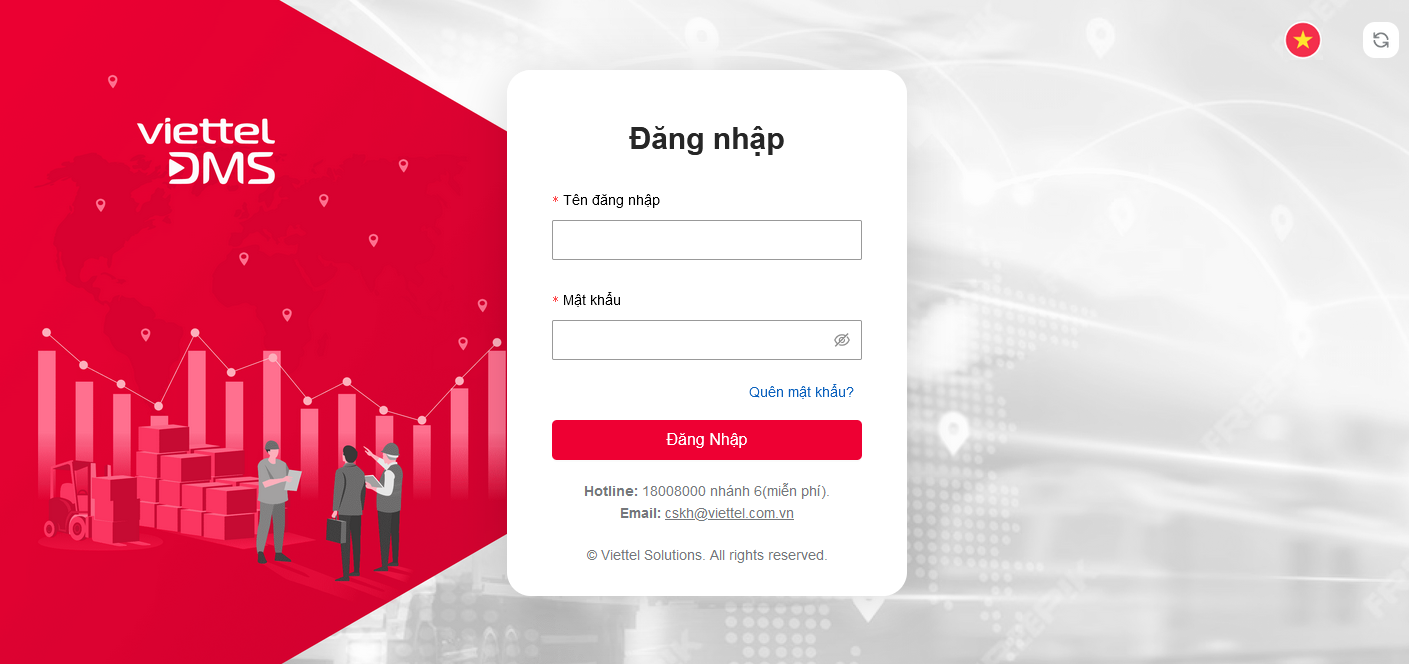 viettel
DMS
Đăng nhập
* Tên đăng nhập
* Mật khẩu
Quên mật khẩu?
Đăng Nhập
Hotline: 18008000 nhánh 6(miễn phí).
Email: cskh@viettel.com.vn
© Viettel Solutions. All rights reserved.